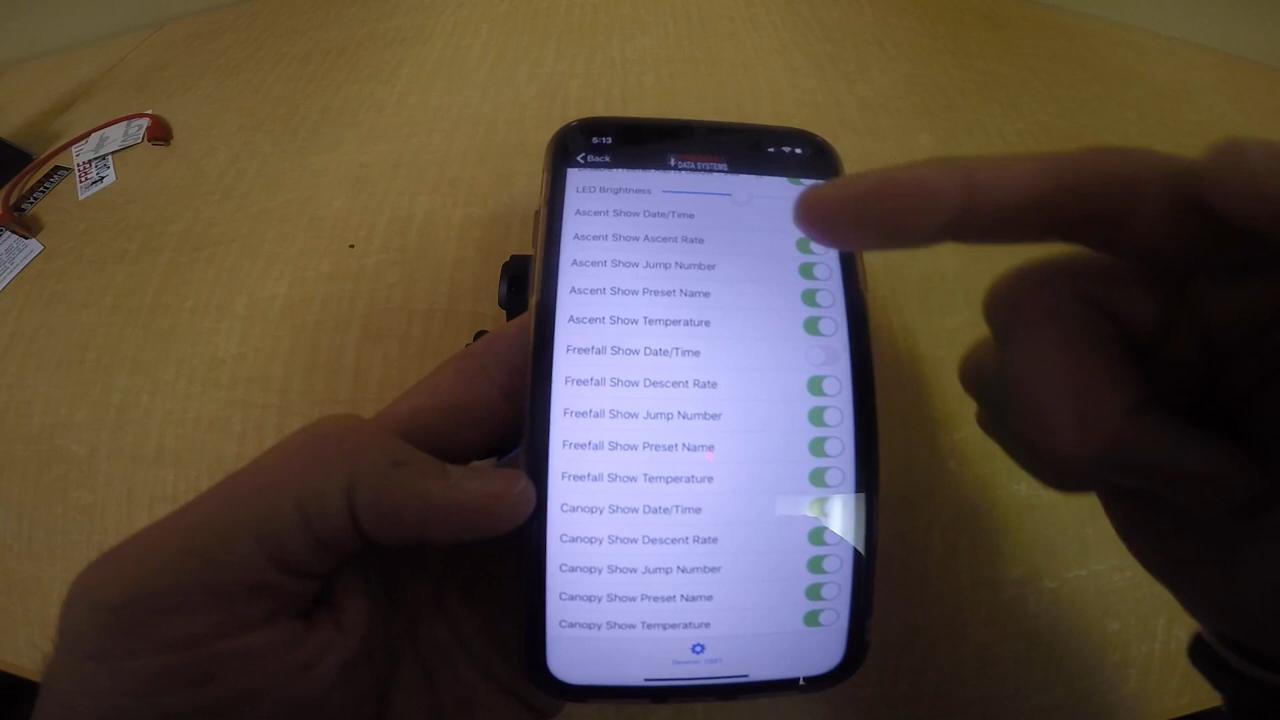 5:13
Back
DATA SYSTEMS
LED Brightness
Ascent Show Date/Time
Ascent Show Ascent Rate
Ascent Show Jump Number
Ascent Show Preset Name
Ascent Show Temperature
Freefall Show Date/Time
Freefall Show Descent Rate
Freefall Show Jump Number
Freefall Show Preset Name
Freefall Show Temperature
Canopy Show Date/Time
Canopy Show Descent Rate
Canopy Show Jump Number
Canopy Show Preset Name
Canopy Show Temperature
FREE
SYSTEMS